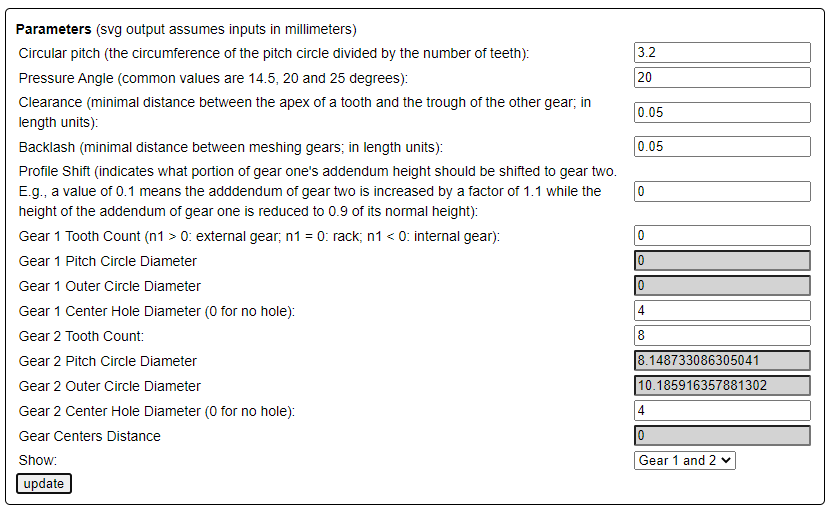 Parameters (svg output assumes inputs in millimeters)
Circular pitch (the circumference of the pitch circle divided by the number of teeth): 3.2
Pressure Angle (common values are 14.5, 20 and 25 degrees): 20
Clearance (minimal distance between the apex of a tooth and the trough of the other gear; in
length units): 0.05
Backlash (minimal distance between meshing gears; in length units): 0.05
Profile Shift (indicates what portion of gear one's addendum height should be shifted to gear two.
E.g., a value of 0.1 means the adddendum of gear two is increased by a factor of 1.1 while the 0
height of the addendum of gear one is reduced to 0.9 of its normal height):
Gear 1 Tooth Count (n1 > 0: external gear; n1 = 0: rack; n1 < 0: internal gear): 0
Gear 1 Pitch Circle Diameter 0
Gear 1 Outer Circle Diameter 0
Gear 1 Center Hole Diameter (0 for no hole): 4
Gear 2 Tooth Count: 8
Gear 2 Pitch Circle Diameter 8.148733086305041
Gear 2 Outer Circle Diameter 10.185916357881302
Gear 2 Center Hole Diameter (0 for no hole): 4
Gear Centers Distance 0
Show: Gear 1 and 2
update